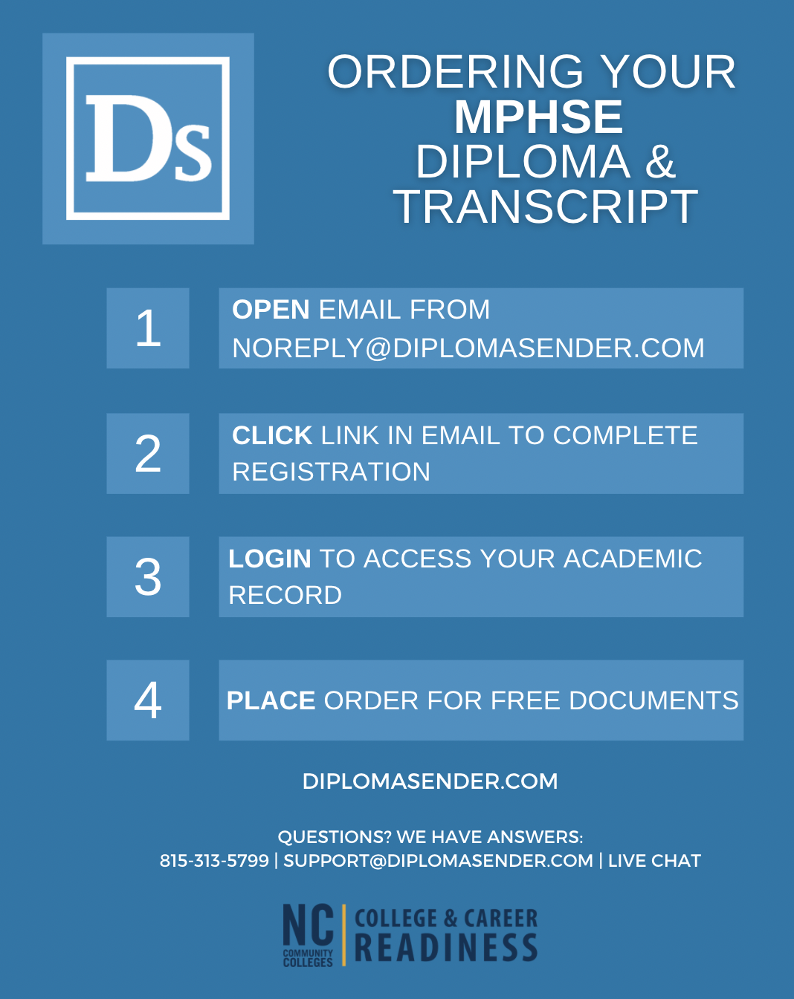 DS
ORDERING YOUR
MPHSE
DIPLOMA &
TRANSCRIPT
1
OPEN EMAIL FROM
NOREPLY@DIPLOMASENDER.COM
2
CLICK LINK IN EMAIL TO COMPLETE
REGISTRATION
3
LOGIN TO ACCESS YOUR ACADEMIC
RECORD
4
PLACE ORDER FOR FREE DOCUMENTS
DIPLOMASENDER.COM
QUESTIONS? WE HAVE ANSWERS:
815-313-5799 | SUPPORT@DIPLOMASENDER.COM | LIVE CHAT
NC
COMMUNITY
COLLEGES
COLLEGE & CAREER
READINESS